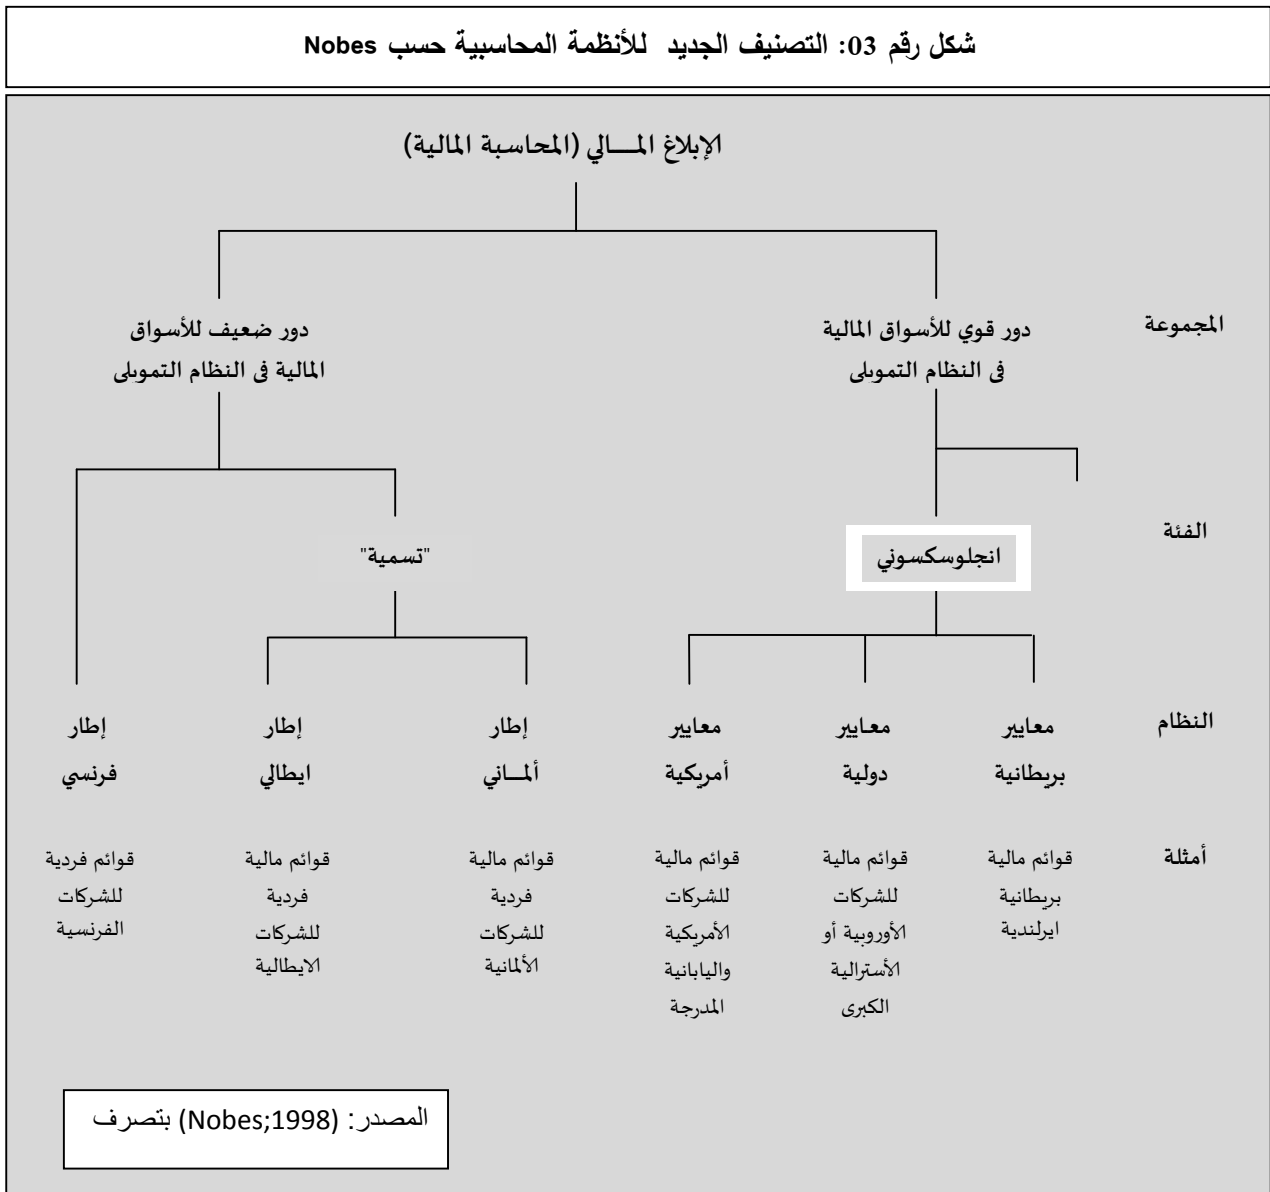 شكل رقم 03: التصنيف الجديد للأنظمة المحاسبية حسب Nobes
الإبلاغ المـــالي (المحاسبة المالية)
المجموعة
دور قوي للأسواق المالية
في النظام التمويلي
دور ضعيف للأسواق
المالية في النظام التمويلي
الفئة
انجلوسكسوني
"تسمية"
النظام
معايير
بريطانية
معايير
دولية
معايير
أمريكية
إطار
ألمـــاني
إطار
ايطالي
إطار
فرنسي
أمثلة
قوائم مالية
بريطانية
ايرلندية
قوائم مالية
للشركات
الأوروبية أو
الأسترالية
الكبرى
قوائم مالية
للشركات
الأمريكية
واليابانية
المدرجة
قوائم مالية
فردية
للشركات
الألمانية
قوائم مالية
فردية
للشركات
الايطالية
قوائم فردية
للشركات
الفرنسية
المصدر: (Nobes;1998) بتصرف